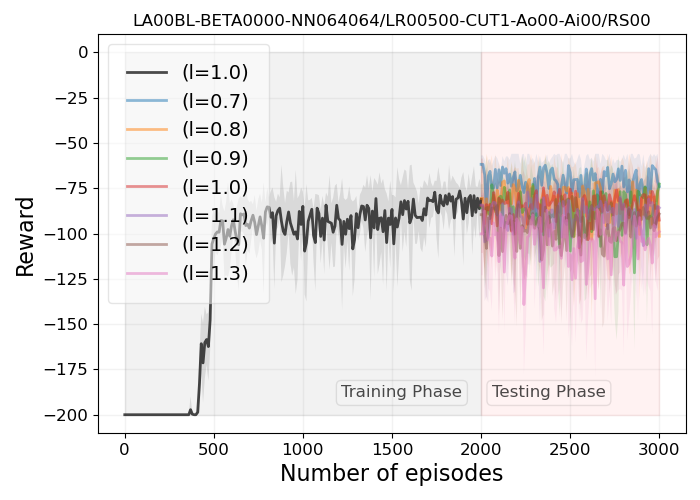 LA00BL-BETA0000-NN064064/LR00500-CUT1-Ao00-Ai00/RS00
0
−25
−50
−75
−100
−125
−150
−175
−200
Reward
(l=1.0)
(l=0.7)
(l=0.8)
(l=0.9)
(l=1.0)
(l=1.1)
(l=1.2)
(l=1.3)
Training Phase
Testing Phase
0
500
1000
1500
2000
2500
3000
Number of episodes